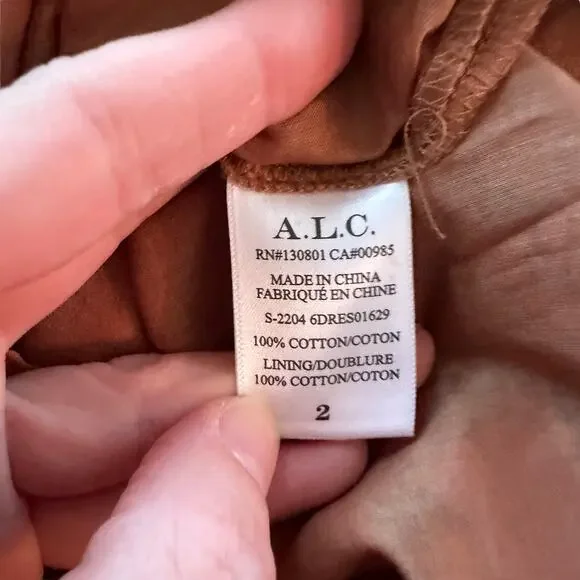 A.L.C.
RN#130801 CA#00985
MADE IN CHINA
FABRIQUÉ EN CHINE
S-2204 6DRES01629
100% COTTON/COTON
LINING/DOUBLURE
100% COTTON/COTON
2